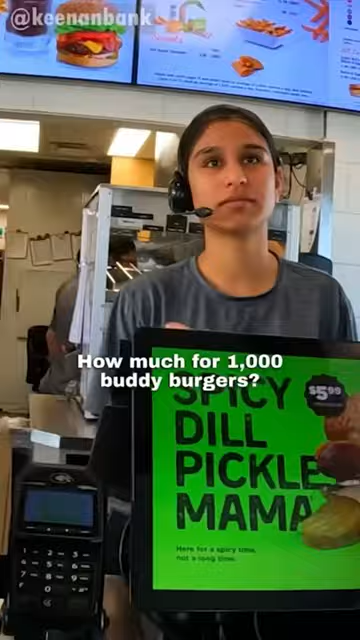 @keenanbank
How much for 1,000
buddy burgers?
SPICY
$5.99
DILL
PICKLE
MAMA
Here for a spicy time,
not a long time.